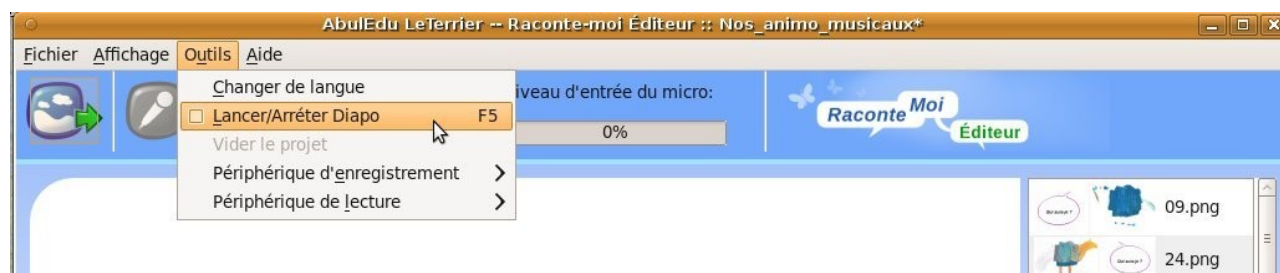 AbulEdu LeTerrier -- Raconte-moi Éditeur :: Nos_animo_musicaux*
Fichier Affichage Outils Aide
Changer de langue
Lancer/Arréter Diapo F5
Vider le projet
Périphérique d'enregistrement
Périphérique de lecture
iveau d'entrée du micro:
0%
Raconte Moi
Éditeur
09.png
24.png